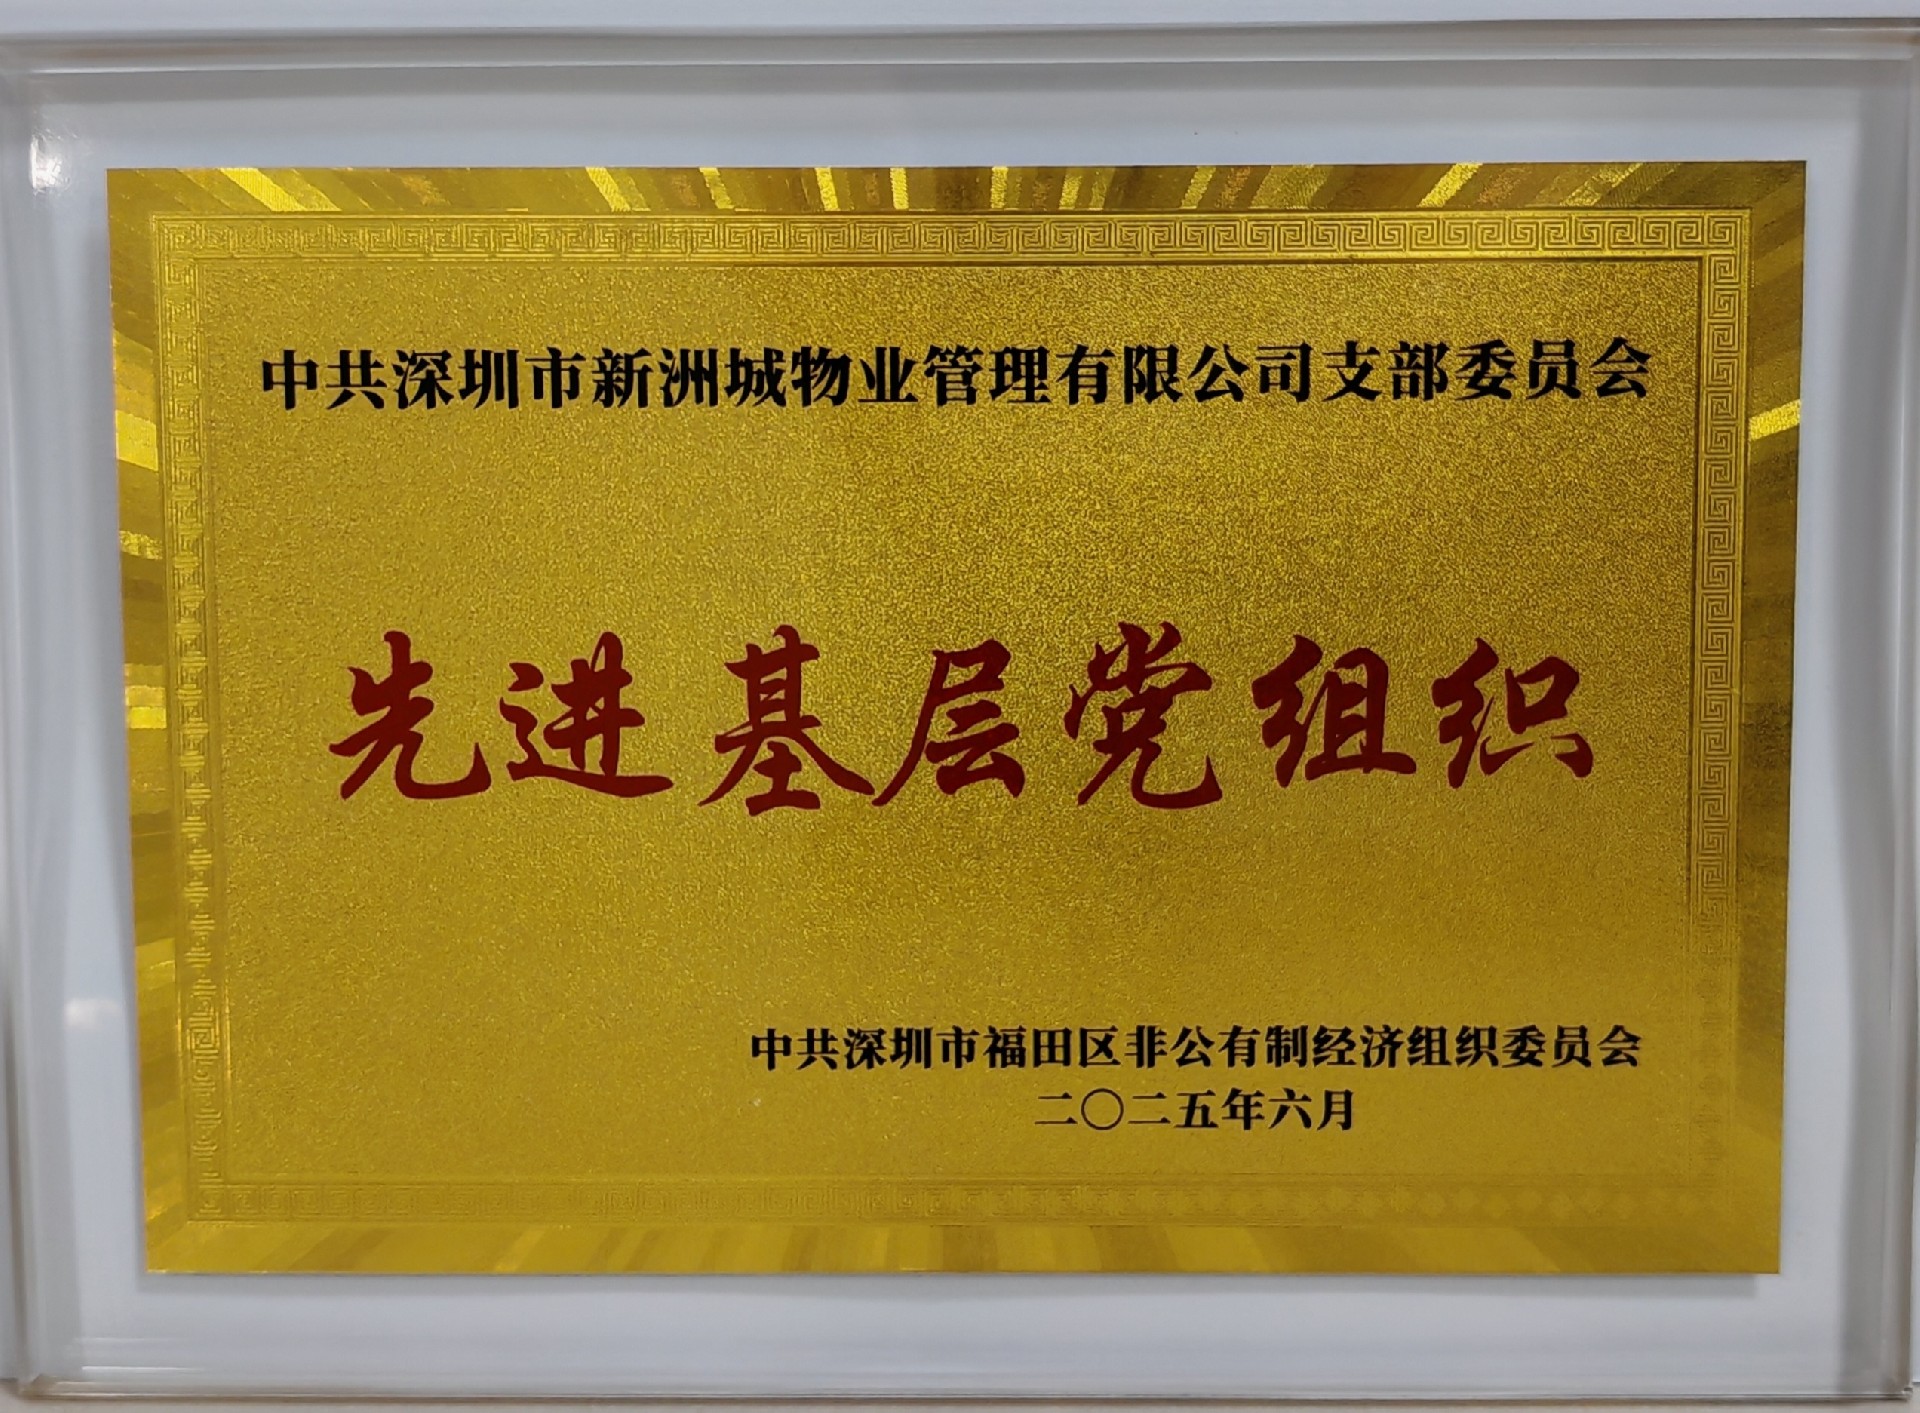 中共深圳市新洲城物业管理有限公司支部委员会
先进基层党组织
中共深圳市福田区非公有制经济组织委员会
二〇二五年六月